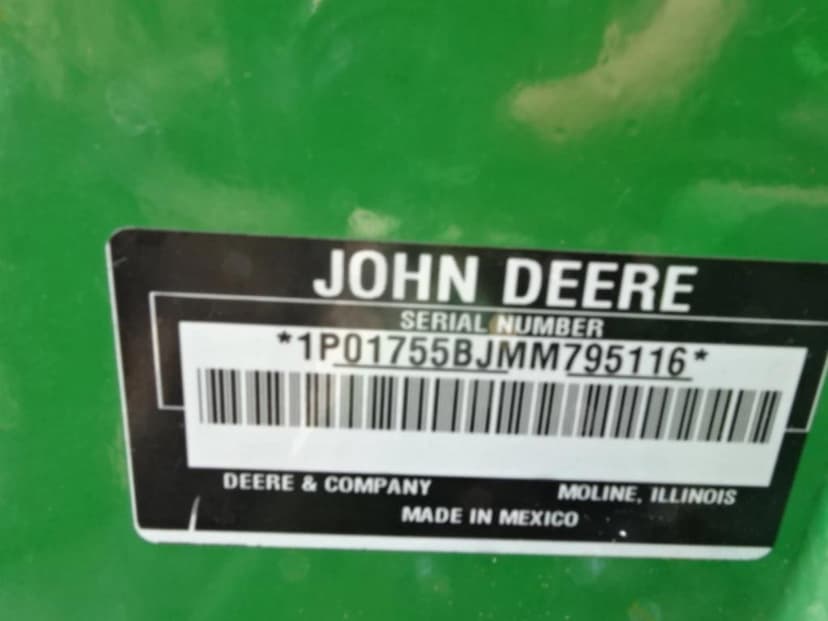 JOHN DEERE
SERIAL NUMBER
*1P01755BJMM795116*
DEERE & COMPANY MOLINE, ILLINOIS
MADE IN MEXICO